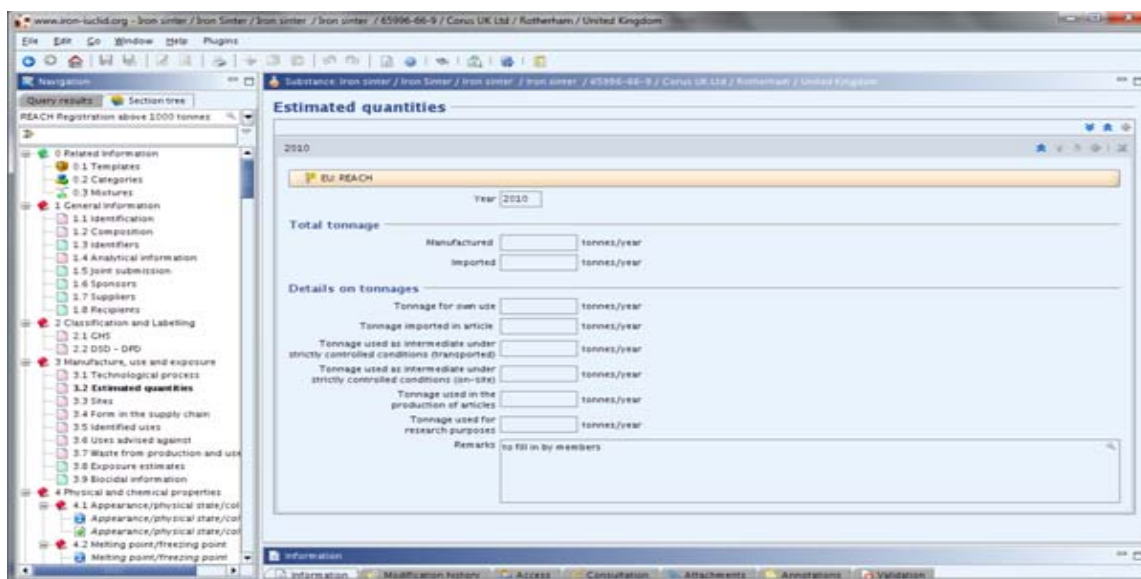 www.iron-iuclid.org - Iron sinter / Iron Sinter / Iron sinter / Iron sinter / 65996-66-9 / Corus UK Ltd / Rotherham / United Kingdom
File Edit Go Window Help Plugins
Navigation
Query results Section tree
REACH Registration above 1000 tonnes
0 Related Information
0.1 Templates
0.2 Categories
0.3 Mixtures
1 General Information
1.1 Identification
1.2 Composition
1.3 Identifiers
1.4 Analytical information
1.5 Joint submission
1.6 Sponsors
1.7 Suppliers
1.8 Recipients
2 Classification and Labelling
2.1 GHS
2.2 DSD - DPD
3 Manufacture, use and exposure
3.1 Technological process
3.2 Estimated quantities
3.3 Sites
3.4 Form in the supply chain
3.5 Identified uses
3.6 Uses advised against
3.7 Waste from production and use
3.8 Exposure estimates
3.9 Biocidal information
4 Physical and chemical properties
4.1 Appearance/physical state/col
Appearance/physical state/col
Appearance/physical state/col
4.2 Melting point/freezing point
Melting point/freezing point
Substance: Iron sinter / Iron Sinter / Iron sinter / Iron sinter / 65996-66-9 / Corus UK Ltd / Rotherham / United Kingdom
Estimated quantities
2010
EU: REACH
Year 2010
Total tonnage
Manufactured tonnes/year
Imported tonnes/year
Details on tonnages
Tonnage for own use tonnes/year
Tonnage imported in article tonnes/year
Tonnage used as intermediate under
strictly controlled conditions (transported) tonnes/year
Tonnage used as intermediate under
strictly controlled conditions (on-site) tonnes/year
Tonnage used in the
production of articles tonnes/year
Tonnage used for
research purposes tonnes/year
Remarks to fill in by members
Information
Information Modification history Access Consultation Attachments Annotations Validation